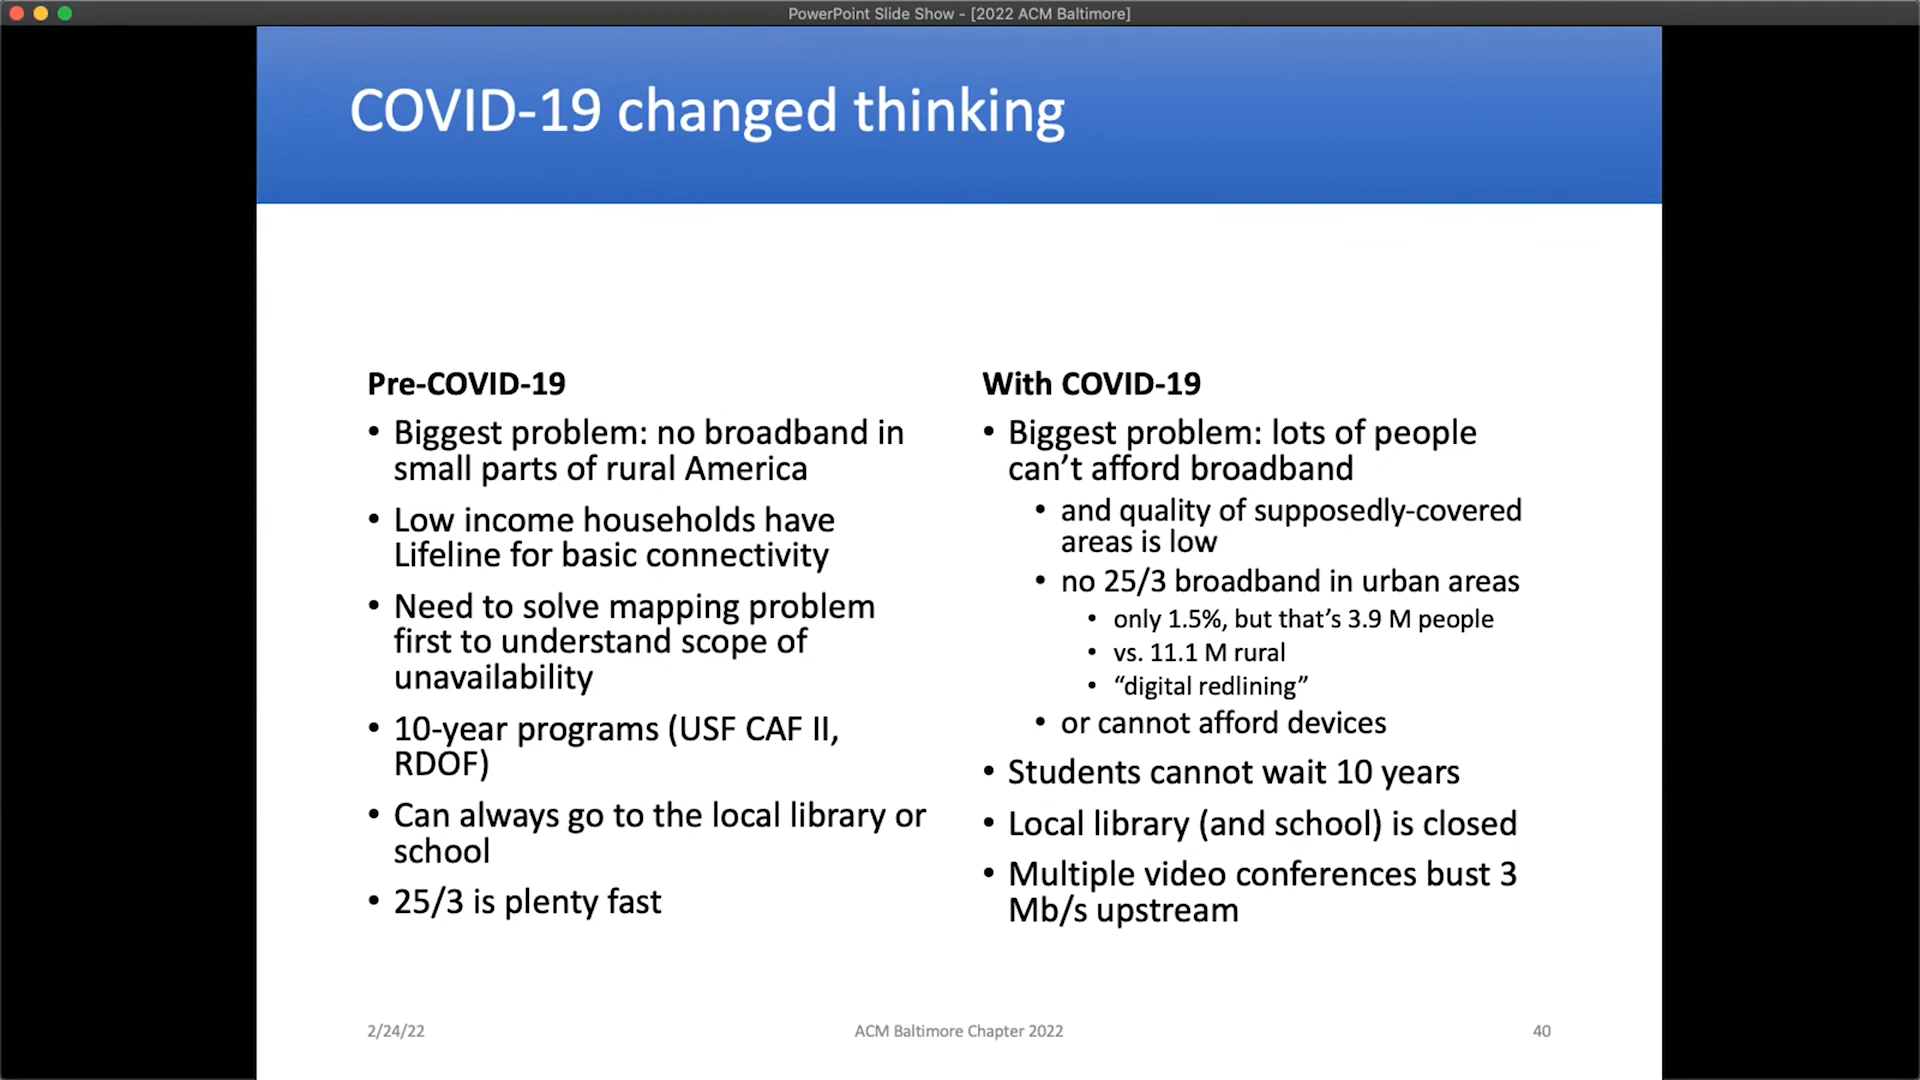 PowerPoint Slide Show - [2022 ACM Baltimore]
COVID-19 changed thinking
Pre-COVID-19
• Biggest problem: no broadband in
small parts of rural America
• Low income households have
Lifeline for basic connectivity
• Need to solve mapping problem
first to understand scope of
unavailability
• 10-year programs (USF CAF II,
RDOF)
• Can always go to the local library or
school
• 25/3 is plenty fast
With COVID-19
• Biggest problem: lots of people
can’t afford broadband
• and quality of supposedly-covered
areas is low
• no 25/3 broadband in urban areas
• only 1.5%, but that’s 3.9 M people
• vs. 11.1 M rural
• “digital redlining”
• or cannot afford devices
• Students cannot wait 10 years
• Local library (and school) is closed
• Multiple video conferences bust 3
Mb/s upstream
2/24/22
ACM Baltimore Chapter 2022
40